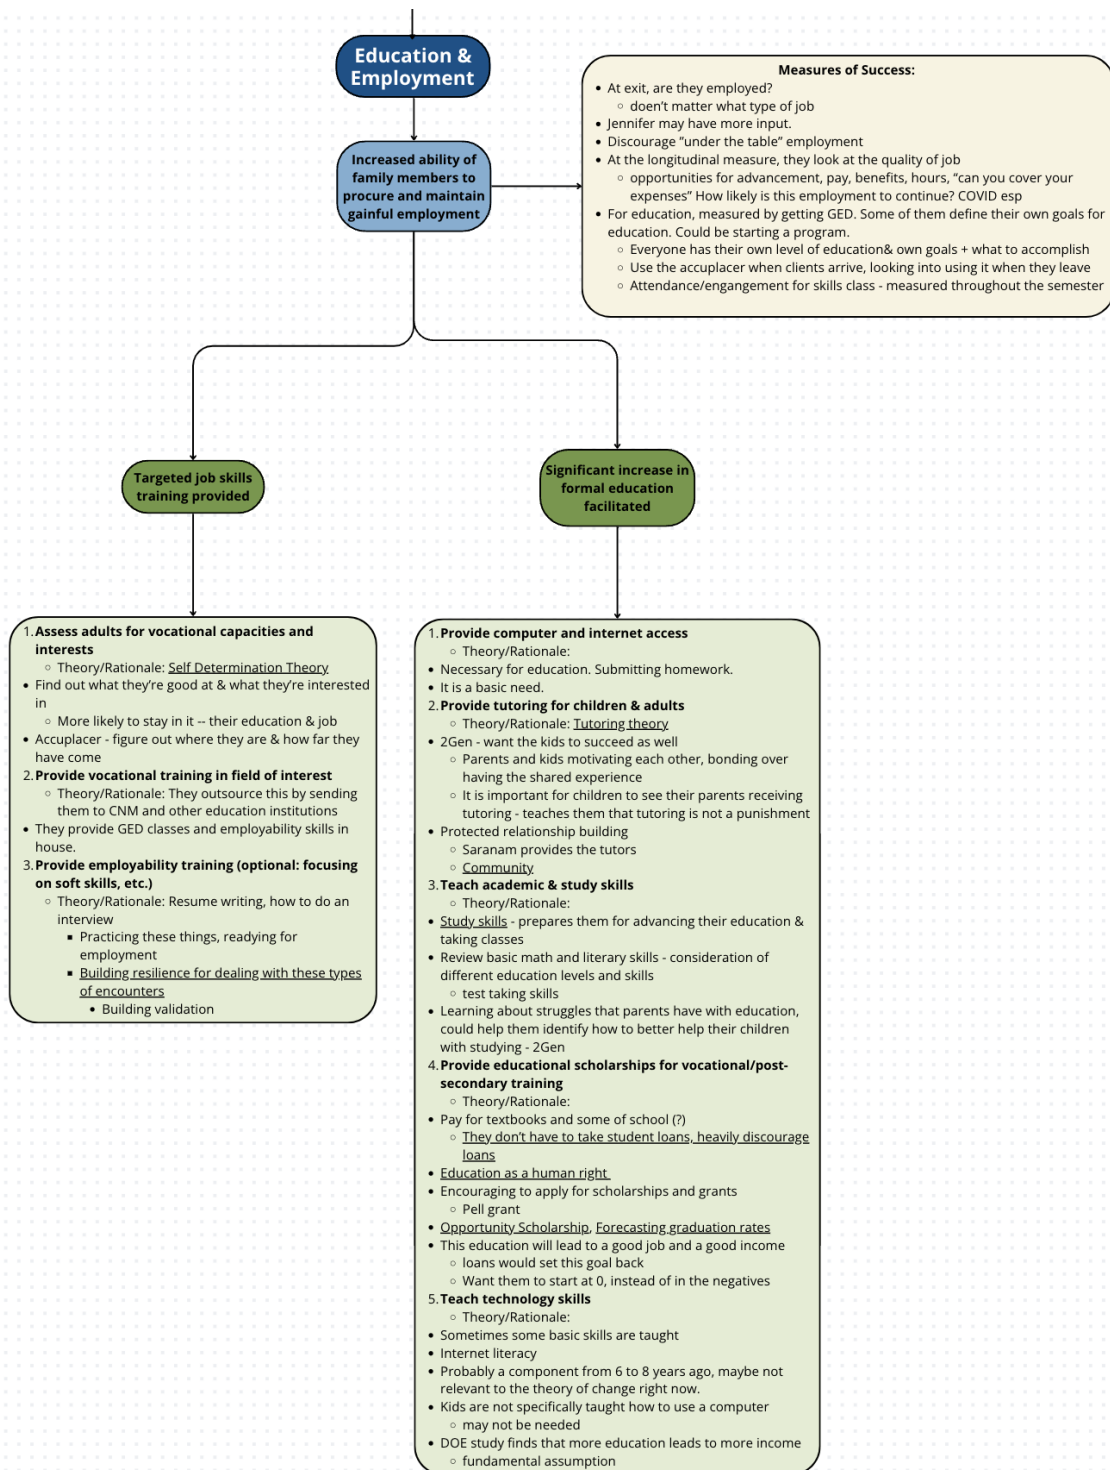 Education &
Employment
Increased ability of
family members to
procure and maintain
gainful employment
Measures of Success:
• At exit, are they employed?
◦ doen't matter what type of job
• Jennifer may have more input.
• Discourage "under the table" employment
• At the longitudinal measure, they look at the quality of job
◦ opportunities for advancement, pay, benefits, hours, "can you cover your
expenses" How likely is this employment to continue? COVID esp
• For education, measured by getting GED. Some of them define their own goals for
education. Could be starting a program.
◦ Everyone has their own level of education& own goals + what to accomplish
◦ Use the accuplacer when clients arrive, looking into using it when they leave
◦ Attendance/engangement for skills class - measured throughout the semester
Targeted job skills
training provided
Significant increase in
formal education
facilitated
1. Assess adults for vocational capacities and
interests
◦ Theory/Rationale: Self Determination Theory
• Find out what they're good at & what they're interested
in
◦ More likely to stay in it -- their education & job
• Accuplacer - figure out where they are & how far they
have come
2. Provide vocational training in field of interest
◦ Theory/Rationale: They outsource this by sending
them to CNM and other education institutions
• They provide GED classes and employability skills in
house.
3. Provide employability training (optional: focusing
on soft skills, etc.)
◦ Theory/Rationale: Resume writing, how to do an
interview
▪ Practicing these things, readying for
employment
▪ Building resilience for dealing with these types
of encounters
• Building validation
1. Provide computer and internet access
◦ Theory/Rationale:
• Necessary for education. Submitting homework.
• It is a basic need.
2. Provide tutoring for children & adults
◦ Theory/Rationale: Tutoring theory
• 2Gen - want the kids to succeed as well
◦ Parents and kids motivating each other, bonding over
having the shared experience
◦ It is important for children to see their parents receiving
tutoring - teaches them that tutoring is not a punishment
• Protected relationship building
◦ Saranam provides the tutors
◦ Community
3. Teach academic & study skills
◦ Theory/Rationale:
• Study skills - prepares them for advancing their education &
taking classes
• Review basic math and literary skills - consideration of
different education levels and skills
◦ test taking skills
• Learning about struggles that parents have with education,
could help them identify how to better help their children
with studying - 2Gen
4. Provide educational scholarships for vocational/post-
secondary training
◦ Theory/Rationale:
• Pay for textbooks and some of school (?)
◦ They don't have to take student loans, heavily discourage
loans
• Education as a human right
• Encouraging to apply for scholarships and grants
◦ Pell grant
• Opportunity Scholarship, Forecasting graduation rates
• This education will lead to a good job and a good income
◦ loans would set this goal back
◦ Want them to start at 0, instead of in the negatives
5. Teach technology skills
◦ Theory/Rationale:
• Sometimes some basic skills are taught
• Internet literacy
• Probably a component from 6 to 8 years ago, maybe not
relevant to the theory of change right now.
• Kids are not specifically taught how to use a computer
◦ may not be needed
• DOE study finds that more education leads to more income
◦ fundamental assumption